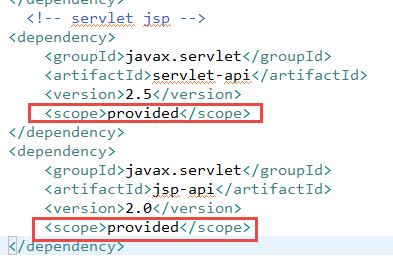 </dependency>
<!-- servlet jsp -->
<dependency>
<groupId>javax.servlet</groupId>
<artifactId>servlet-api</artifactId>
<version>2.5</version>
<scope>provided</scope>
</dependency>
<dependency>
<groupId>javax.servlet</groupId>
<artifactId>jsp-api</artifactId>
<version>2.0</version>
<scope>provided</scope>
</dependency>